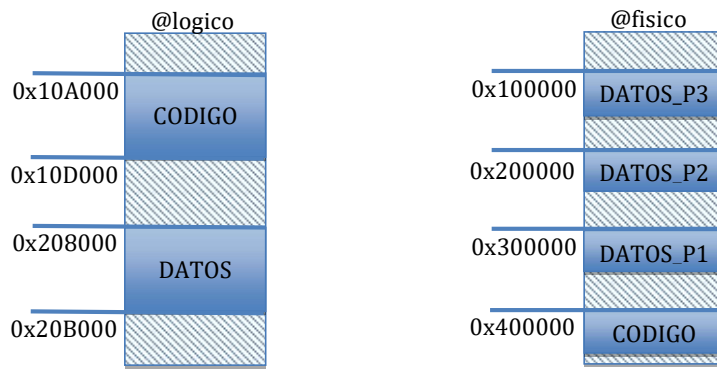 @logico
0x10A000
CODIGO
0x10D000
0x208000
DATOS
0x20B000
@fisico
0x100000
DATOS_P3
0x200000
DATOS_P2
0x300000
DATOS_P1
0x400000
CODIGO